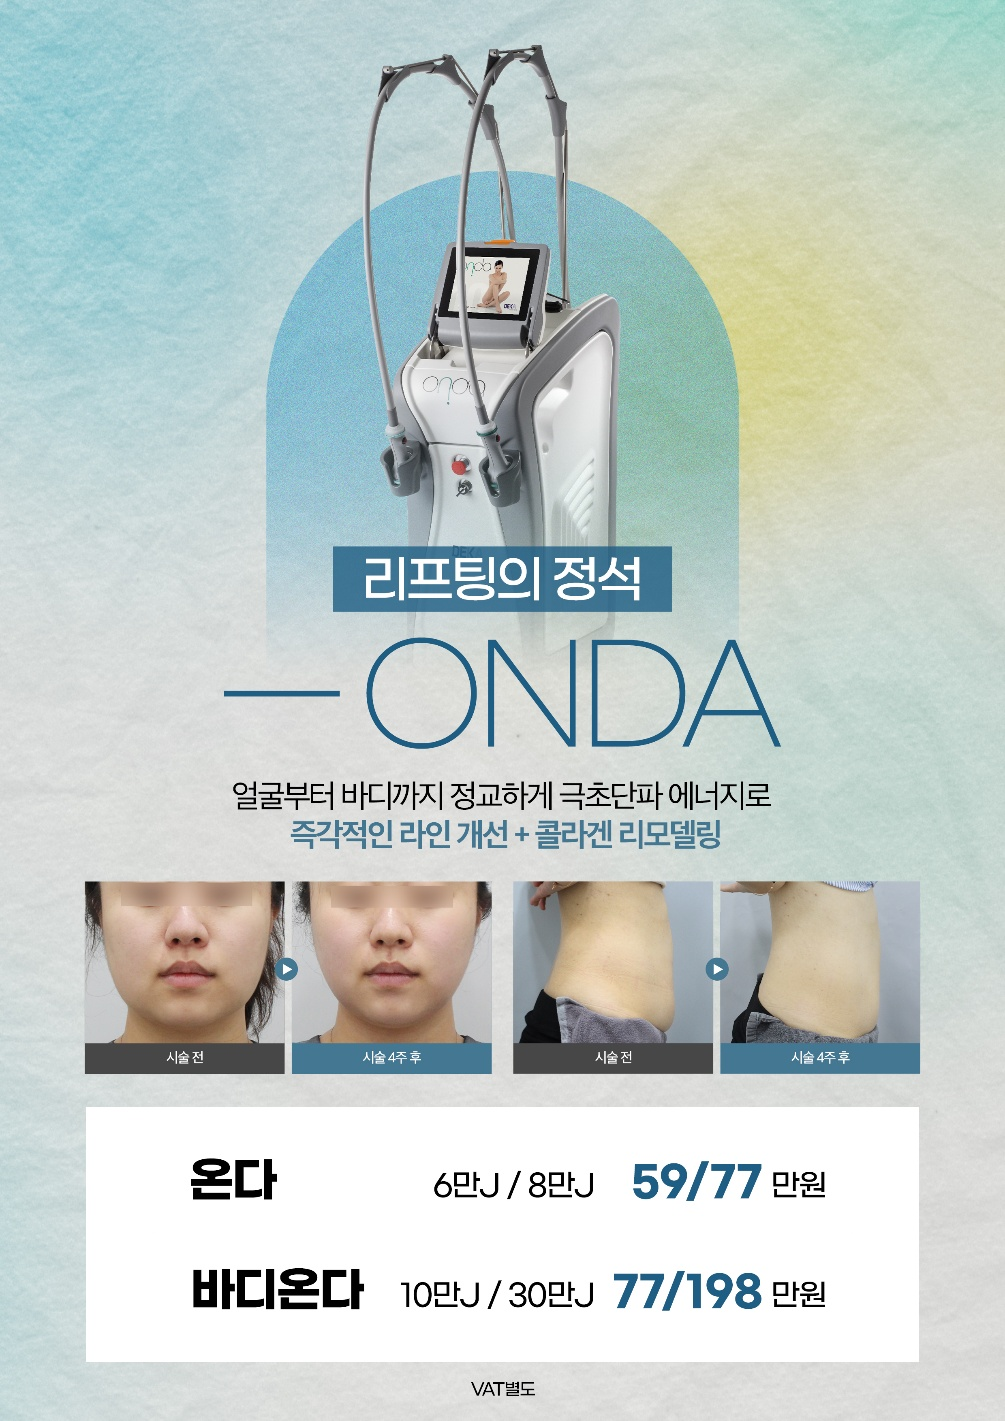 onda
onda
리프팅의 정석
ONDA
얼굴부터 바디까지 정교하게 극초단파 에너지로
즉각적인 라인 개선 + 콜라겐 리모델링
시술 전
시술 4주 후
시술 전
시술 4주 후
온다 6만J / 8만J 59/77 만원
바디온다 10만J / 30만J 77/198 만원
VAT별도